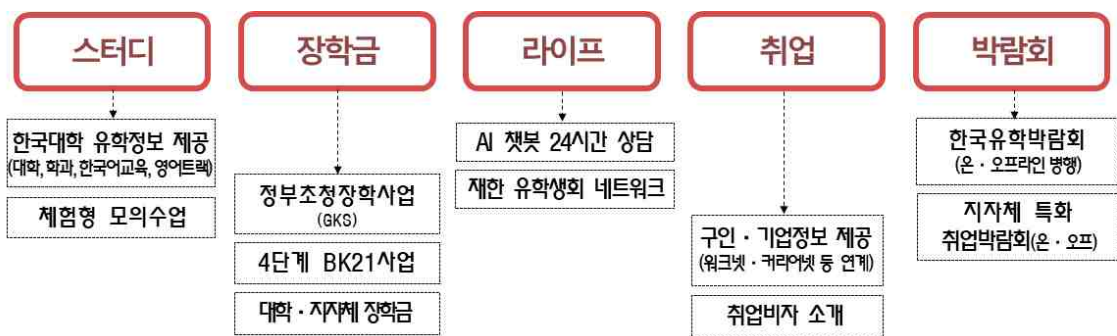 스터디
한국대학 유학정보 제공
(대학, 학과, 한국어교육, 영어트랙)
체험형 모의수업
장학금
정부초청장학사업
(GKS)
4단계 BK21사업
대학 · 지자체 장학금
라이프
AI 챗봇 24시간 상담
재한 유학생회 네트워크
취업
구인 · 기업정보 제공
(워크넷 · 커리어넷 등 연계)
취업비자 소개
박람회
한국유학박람회
(온 · 오프라인 병행)
지자체 특화
취업박람회(온 · 오프)